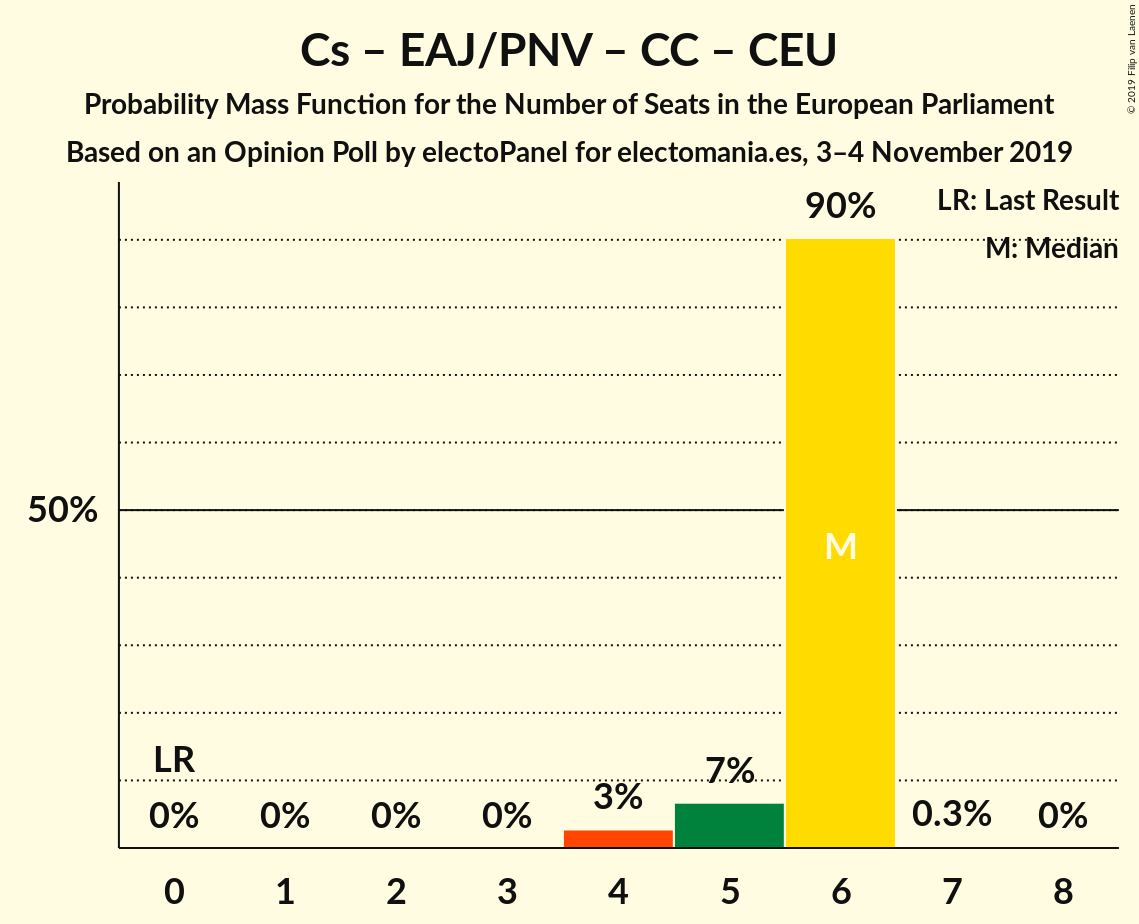 Cs – EAJ/PNV – CC – CEU
Probability Mass Function for the Number of Seats in the European Parliament
Based on an Opinion Poll by electoPanel for electomania.es, 3–4 November 2019
© 2019 Filip van Laenen
LR: Last Result
M: Median
90%
50%
M
LR
0% 0% 0% 0% 3% 7% 0.3% 0%
0 1 2 3 4 5 6 7 8